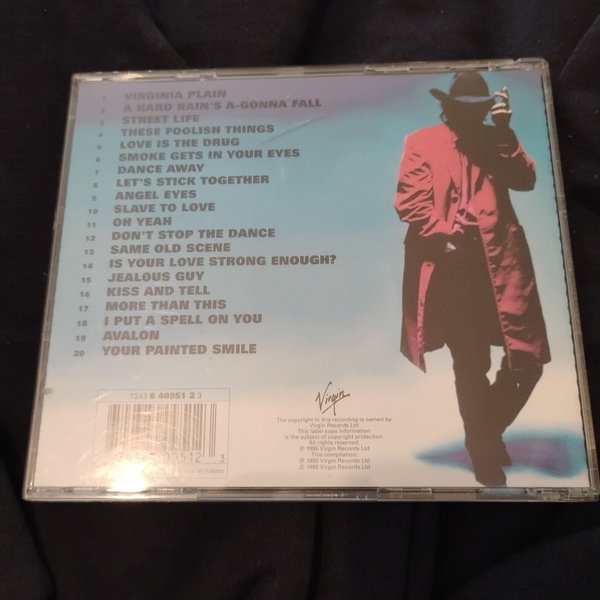 1 VIRGINIA PLAIN
2 A HARD RAIN'S A-GONNA FALL
3 STREET LIFE
4 THESE FOOLISH THINGS
5 LOVE IS THE DRUG
6 SMOKE GETS IN YOUR EYES
7 DANCE AWAY
8 LET'S STICK TOGETHER
9 ANGEL EYES
10 SLAVE TO LOVE
11 OH YEAH
12 DON'T STOP THE DANCE
13 SAME OLD SCENE
14 IS YOUR LOVE STRONG ENOUGH?
15 JEALOUS GUY
16 KISS AND TELL
17 MORE THAN THIS
18 I PUT A SPELL ON YOU
19 AVALON
20 YOUR PAINTED SMILE
7243 8 40951 2 3
Holland
Virgin
The copyright in this recording is owned by
Virgin Records Ltd
This label copy information
is the subject of copyright protection.
All rights reserved.
℗ 1995 Virgin Records Ltd
This compilation.
℗ 1995 Virgin Records Ltd
© 1995 Virgin Records Ltd